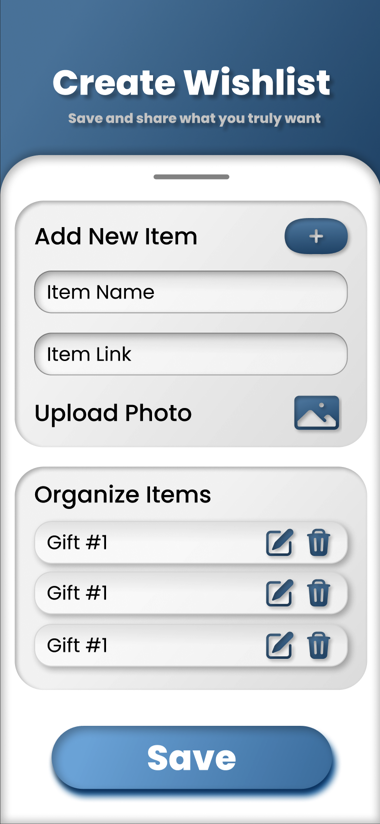 Create Wishlist
Save and share what you truly want
Add New Item
+
Item Name
Item Link
Upload Photo
Organize Items
Gift #1
Gift #1
Gift #1
Save